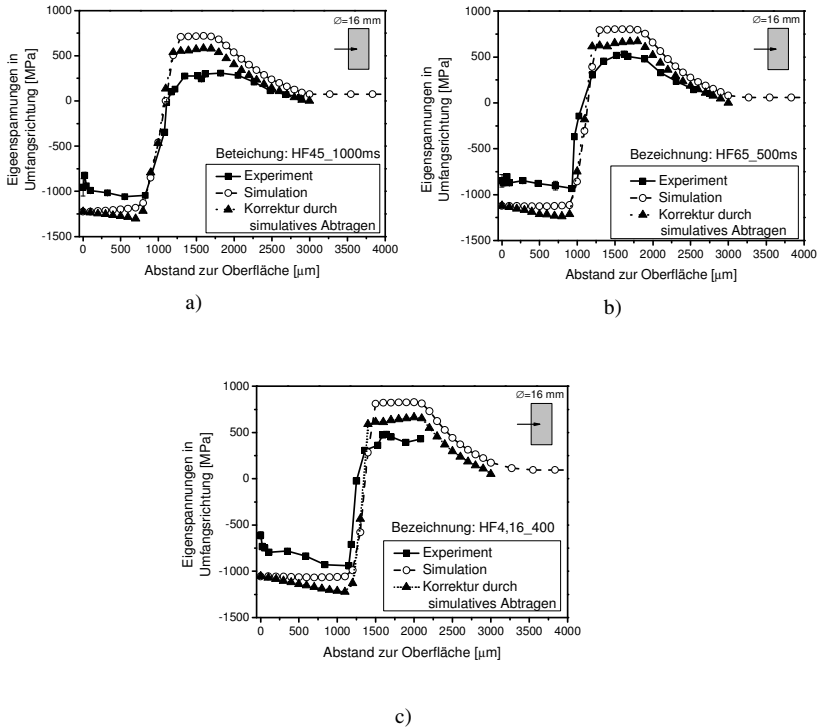 Ø=16 mm
1000
500
0
-500
-1000
-1500
Eigeenspannungen in
Umfangsrichtung [MPa]
Beteichung: HF45_1000ms
Experiment
Simulation
Korrektur durch
simulatives Abtragen
0 500 1000 1500 2000 2500 3000 3500 4000
Abstand zur Oberfläche [μm]
a)
Ø=16 mm
1000
500
0
-500
-1000
-1500
Eigenspannungen in
Umfangsrichtung [MPa]
Bezeichnung: HF65_500ms
Experiment
Simulation
Korrektur durch
simulatives Abtragen
0 500 1000 1500 2000 2500 3000 3500 4000
Abstand zur Oberfläche [μm]
b)
Ø=16 mm
1000
500
0
-500
-1000
-1500
Eigenspannungen in
Umfangsrichtung [MPa]
Bezeichnung: HF4,16_400
Experiment
Simulation
Korrektur durch
simulatives Abtragen
0 500 1000 1500 2000 2500 3000 3500 4000
Abstand zur Oberfläche [μm]
c)